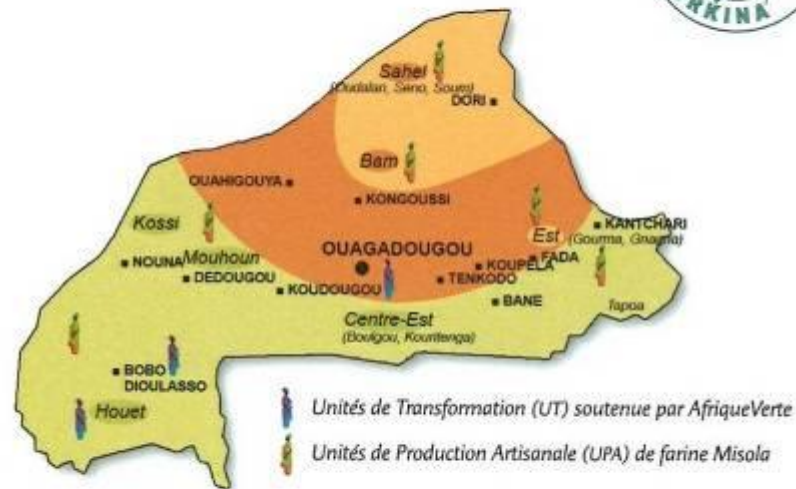 RKINA
Sahel
(Oudalan, Séno, Soum)
DORI
Bam
OUAHIGOUYA
KONGOUSSI
Kossi
Est
KANTCHARI
(Gourma, Gnagna)
OUAGADOUGOU
NOUNA
Mouhoun
DEDOUGOU
KOUDOUGOU
FADA
KOUPELA
TENKODO
BANE
Tapoa
Centre-Est
(Boulgou, Kouritenga)
BOBO
DIOULASSO
Houet
Unités de Transformation (UT) soutenue par AfriqueVerte
Unités de Production Artisanale (UPA) de farine Misola